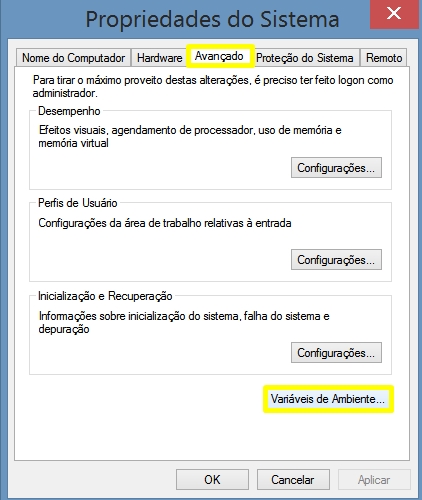 Propriedades do Sistema
Nome do Computador Hardware Avançado Proteção do Sistema Remoto
Para tirar o máximo proveito destas alterações, é preciso ter feito logon como
administrador.
Desempenho
Efeitos visuais, agendamento de processador, uso de memória e
memória virtual
Configurações...
Perfis de Usuário
Configurações da área de trabalho relativas à entrada
Configurações...
Inicialização e Recuperação
Informações sobre inicialização do sistema, falha do sistema e
depuração
Configurações...
Variáveis de Ambiente...
OK Cancelar Aplicar